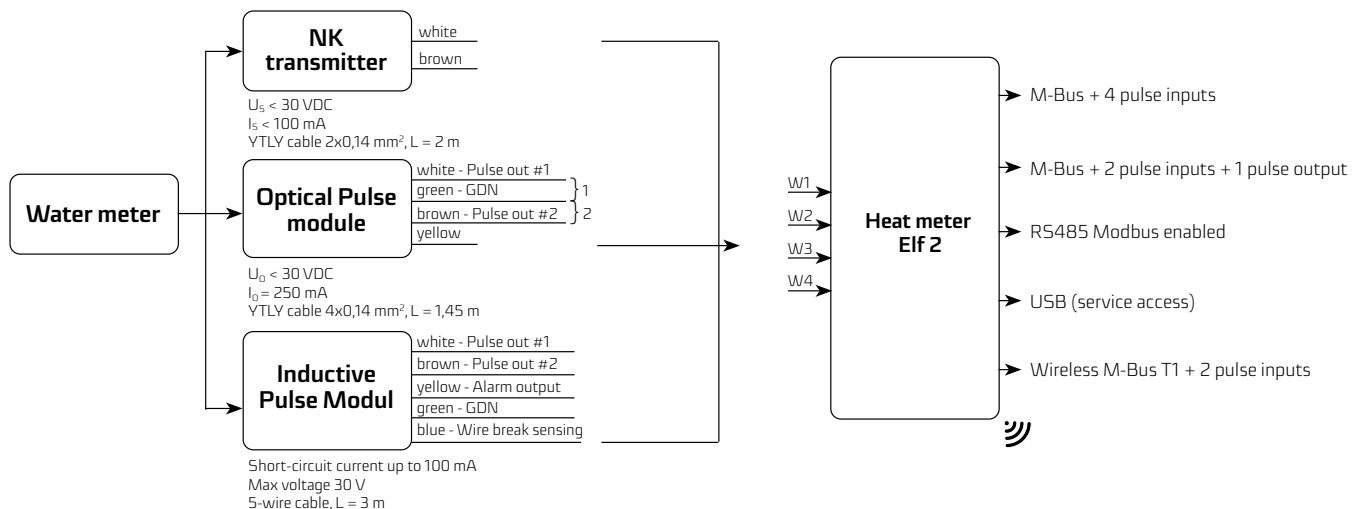 Water meter
NK
transmitter
white
brown
Uₛ < 30 VDC
Iₛ < 100 mA
YTLY cable 2x0,14 mm², L = 2 m
Optical Pulse
module
white - Pulse out #1
green - GDN
brown - Pulse out #2
yellow
1
2
U₀ < 30 VDC
I₀ = 250 mA
YTLY cable 4x0,14 mm², L = 1,45 m
Inductive
Pulse Modul
white - Pulse out #1
brown - Pulse out #2
yellow - Alarm output
green - GDN
blue - Wire break sensing
Short-circuit current up to 100 mA
Max voltage 30 V
5-wire cable, L = 3 m
W1
W2
W3
W4
Heat meter
Elf 2
M-Bus + 4 pulse inputs
M-Bus + 2 pulse inputs + 1 pulse output
RS485 Modbus enabled
USB (service access)
Wireless M-Bus T1 + 2 pulse inputs